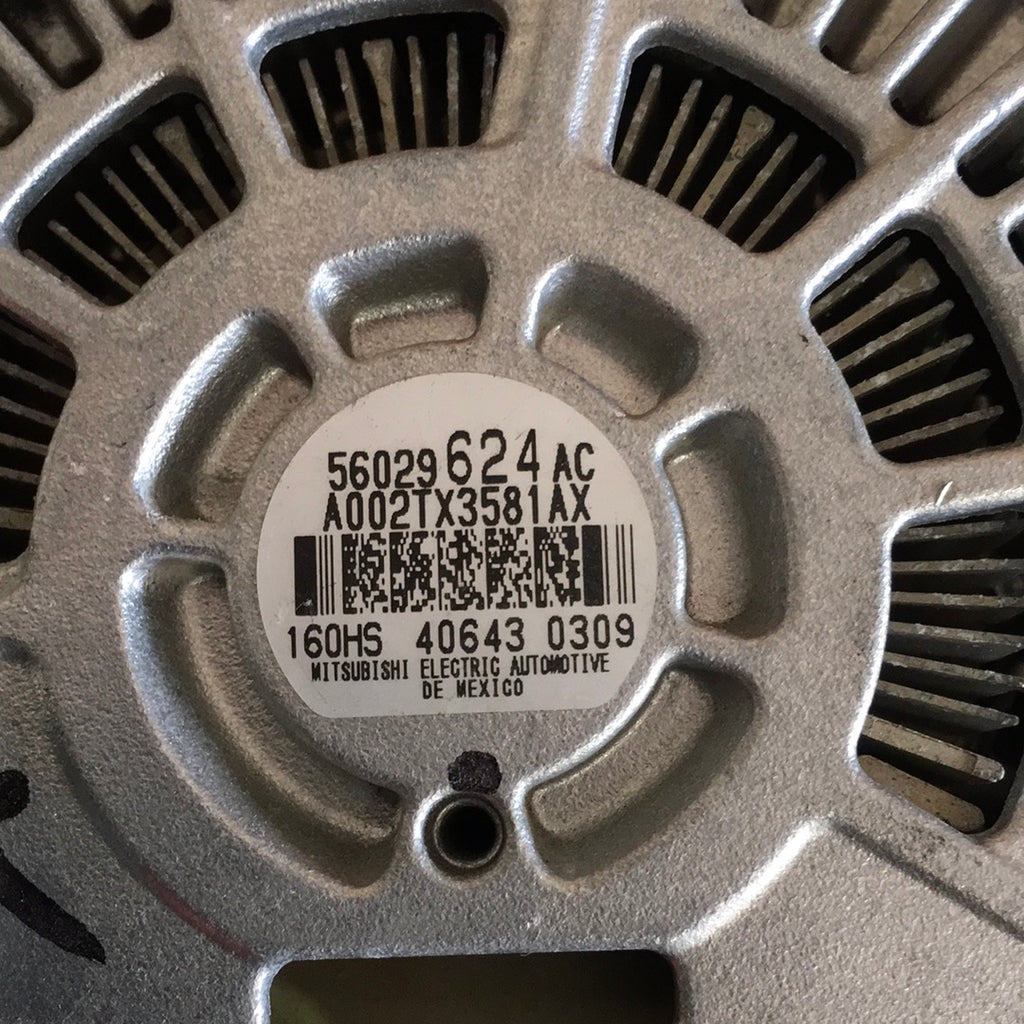 56029624AC
A002TX3581AX
160HS 40643 0309
MITSUBISHI ELECTRIC AUTOMOTIVE
DE MEXICO